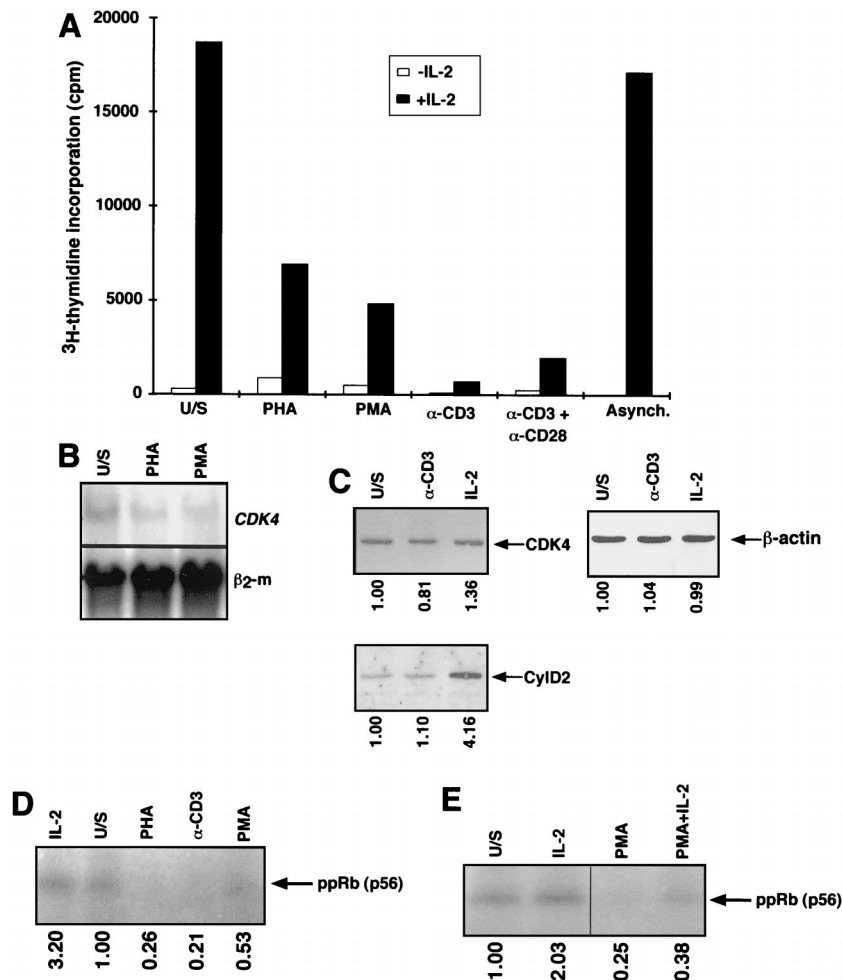 A
20000
15000
10000
5000
0
3H-thymidine incorporation (cpm)
-IL-2
+IL-2
U/S PHA PMA α-CD3 α-CD3 + α-CD28 Asynch.
B
U/S PHA PMA
CDK4
β2-m
C
U/S α-CD3 IL-2
CDK4
1.00 0.81 1.36
U/S α-CD3 IL-2
β-actin
1.00 1.04 0.99
CylD2
1.00 1.10 4.16
D
IL-2 U/S PHA α-CD3 PMA
ppRb (p56)
3.20 1.00 0.26 0.21 0.53
E
U/S IL-2 PMA PMA+IL-2
ppRb (p56)
1.00 2.03 0.25 0.38